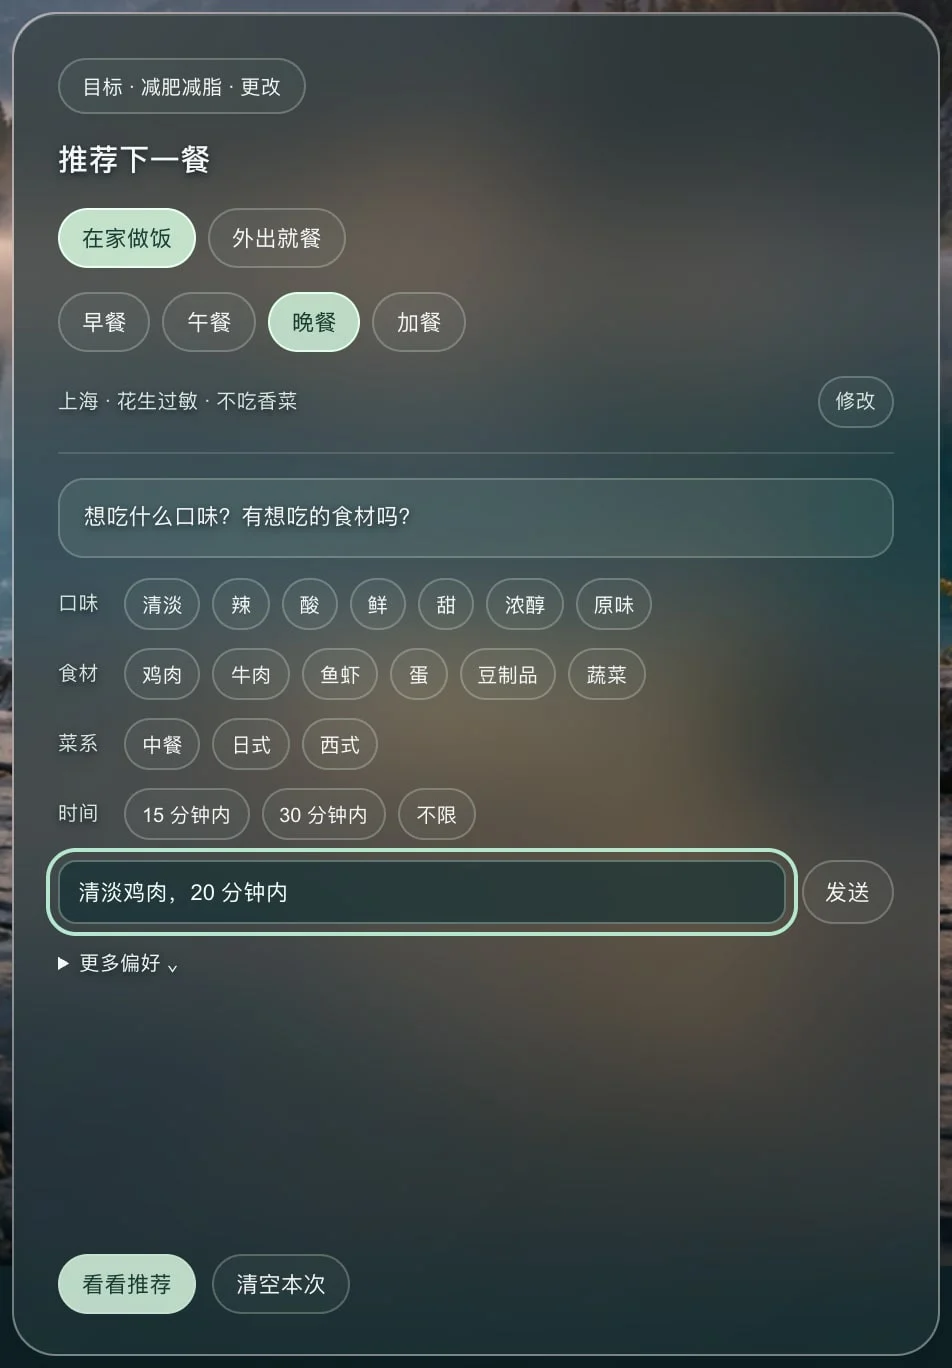 目标 · 减肥减脂 · 更改
推荐下一餐
在家做饭 外出就餐
早餐 午餐 晚餐 加餐
上海 · 花生过敏 · 不吃香菜 修改
想吃什么口味？有想吃的食材吗？
口味 清淡 辣 酸 鲜 甜 浓醇 原味
食材 鸡肉 牛肉 鱼虾 蛋 豆制品 蔬菜
菜系 中餐 日式 西式
时间 15 分钟内 30 分钟内 不限
清淡鸡肉，20 分钟内 发送
更多偏好
看看推荐 清空本次